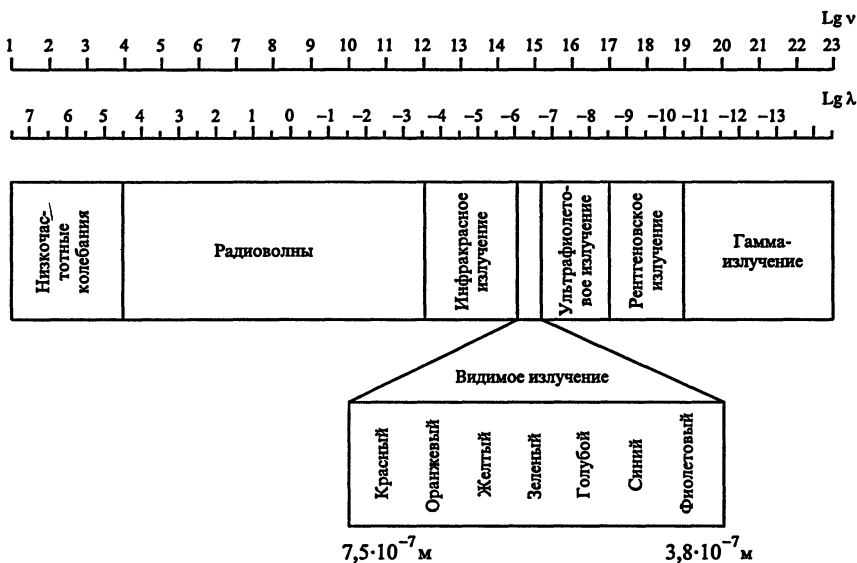 Lg ν
1 2 3 4 5 6 7 8 9 10 11 12 13 14 15 16 17 18 19 20 21 22 23
Lg λ
7 6 5 4 3 2 1 0 –1 –2 –3 –4 –5 –6 –7 –8 –9 –10 –11 –12 –13
Низкочас-
тотные
колебания
Радиоволны
Инфракрасное
излучение
Ультрафиолето-
вое излучение
Рентгеновское
излучение
Гамма-
излучение
Видимое излучение
Красный
Оранжевый
Желтый
Зеленый
Голубой
Синий
Фиолетовый
7,5·10⁻⁷ м
3,8·10⁻⁷ м